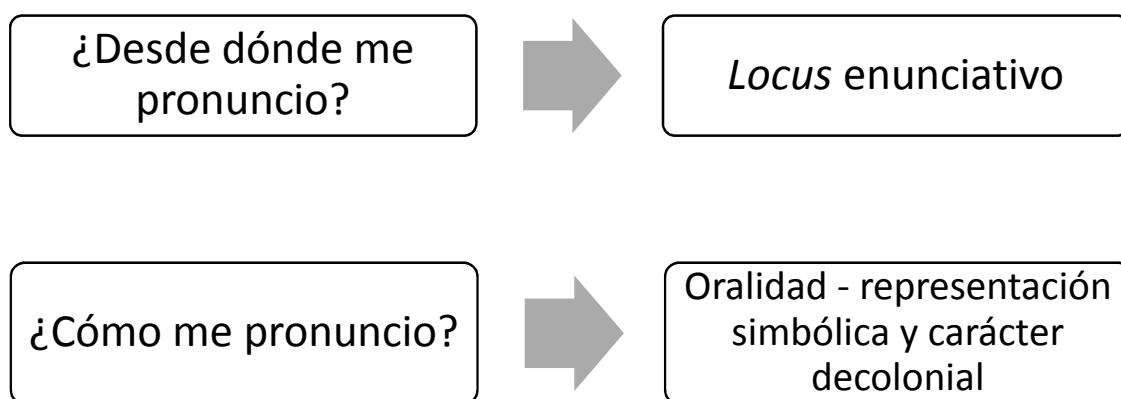 ¿Desde dónde me
pronuncio?
Locus enunciativo
¿Cómo me pronuncio?
Oralidad - representación
simbólica y carácter
decolonial